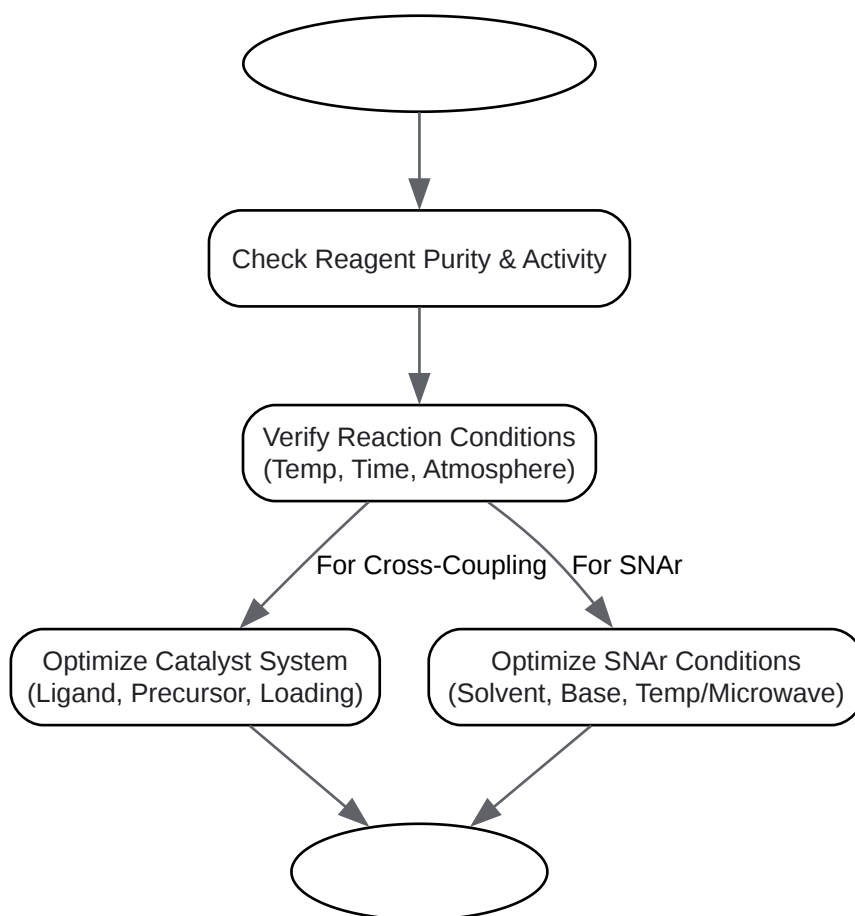 Check Reagent Purity & Activity
Verify Reaction Conditions
(Temp, Time, Atmosphere)
For Cross-Coupling
For SNAr
Optimize Catalyst System
(Ligand, Precursor, Loading)
Optimize SNAr Conditions
(Solvent, Base, Temp/Microwave)